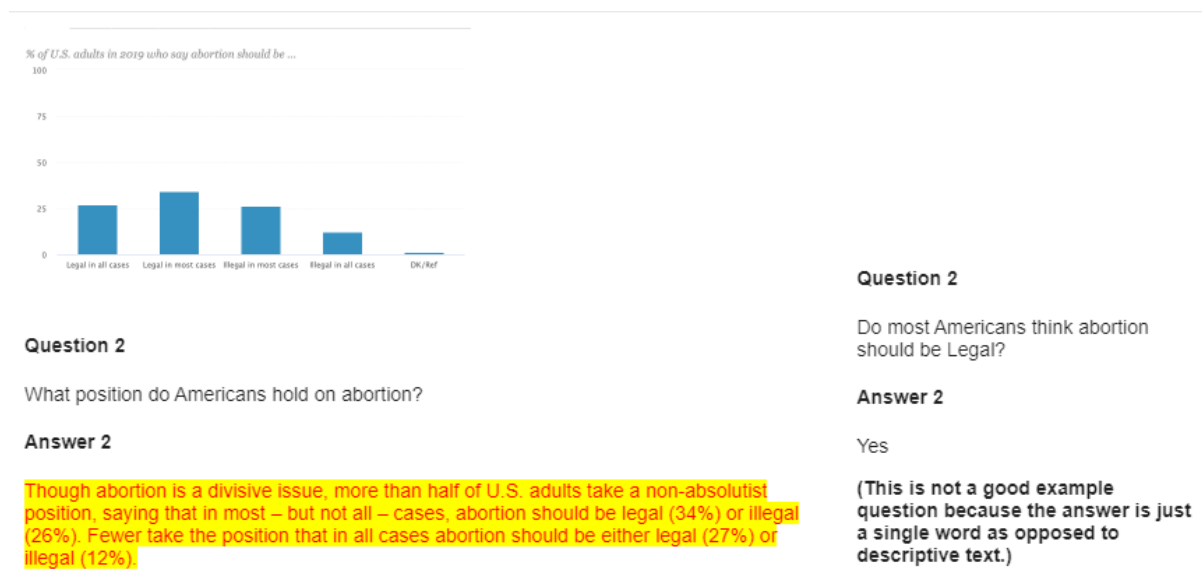 % of U.S. adults in 2019 who say abortion should be ...
100
75
50
25
0
Legal in all cases
Legal in most cases
Illegal in most cases
Illegal in all cases
DK/Ref
Question 2
What position do Americans hold on abortion?
Answer 2
Though abortion is a divisive issue, more than half of U.S. adults take a non-absolutist
position, saying that in most – but not all – cases, abortion should be legal (34%) or illegal
(26%). Fewer take the position that in all cases abortion should be either legal (27%) or
illegal (12%).
Question 2
Do most Americans think abortion
should be Legal?
Answer 2
Yes
(This is not a good example
question because the answer is just
a single word as opposed to
descriptive text.)